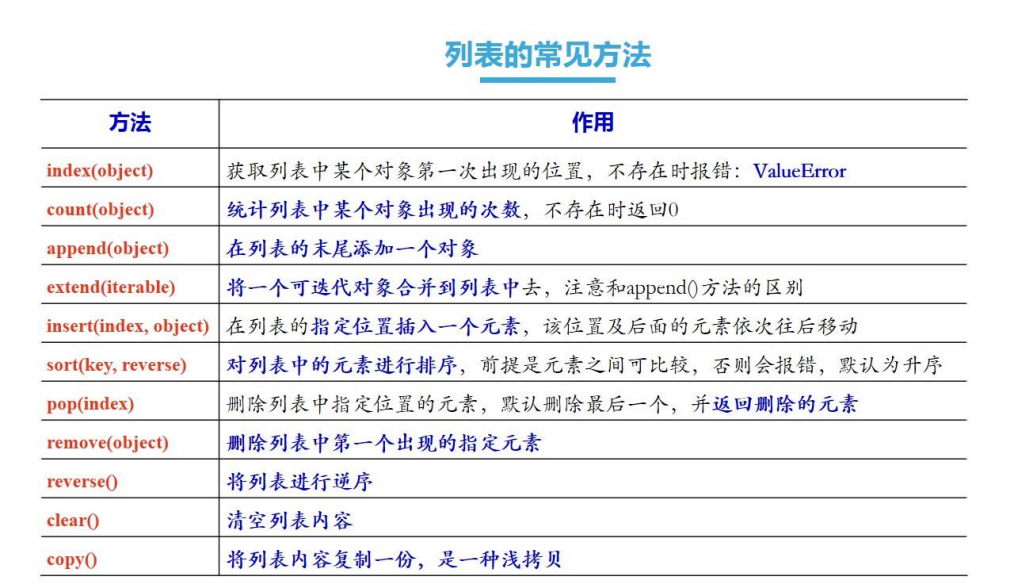 列表的常见方法
方法 作用
index(object) 获取列表中某个对象第一次出现的位置，不存在时报错：ValueError
count(object) 统计列表中某个对象出现的次数，不存在时返回0
append(object) 在列表的末尾添加一个对象
extend(iterable) 将一个可迭代对象合并到列表中去，注意和append()方法的区别
insert(index, object) 在列表的指定位置插入一个元素，该位置及后面的元素依次往后移动
sort(key, reverse) 对列表中的元素进行排序，前提是元素之间可比较，否则会报错，默认为升序
pop(index) 删除列表中指定位置的元素，默认删除最后一个，并返回删除的元素
remove(object) 删除列表中第一个出现的指定元素
reverse() 将列表进行逆序
clear() 清空列表内容
copy() 将列表内容复制一份，是一种浅拷贝